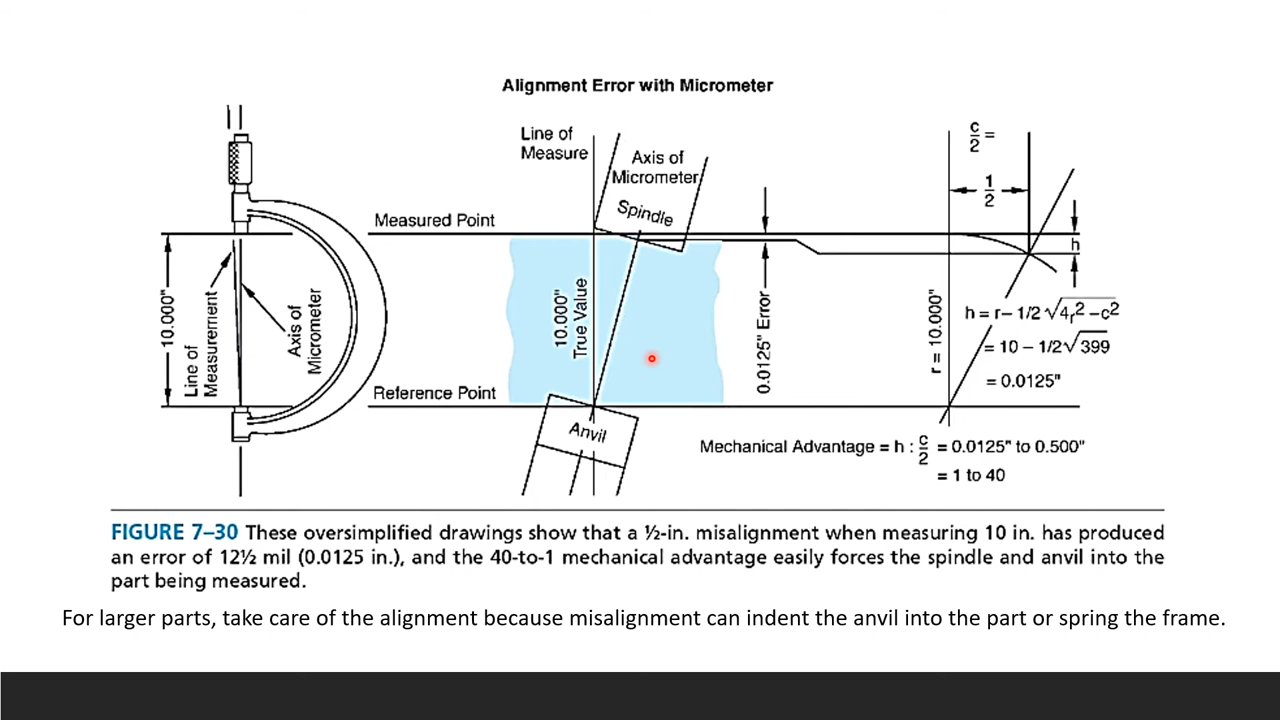 Alignment Error with Micrometer
10.000"
Line of
Measurement
Axis of
Micrometer
Measured Point
Reference Point
Line of
Measure
Axis of
Micrometer
Spindle
10.000"
True Value
Anvil
0.0125" Error
c/2 =
1/2
h
r = 10.000"
h = r – 1/2 √4r² – c²
= 10 – 1/2√399
= 0.0125"
Mechanical Advantage = h : c/2 = 0.0125" to 0.500"
= 1 to 40
FIGURE 7–30 These oversimplified drawings show that a ½-in. misalignment when measuring 10 in. has produced
an error of 12½ mil (0.0125 in.), and the 40-to-1 mechanical advantage easily forces the spindle and anvil into the
part being measured.
For larger parts, take care of the alignment because misalignment can indent the anvil into the part or spring the frame.